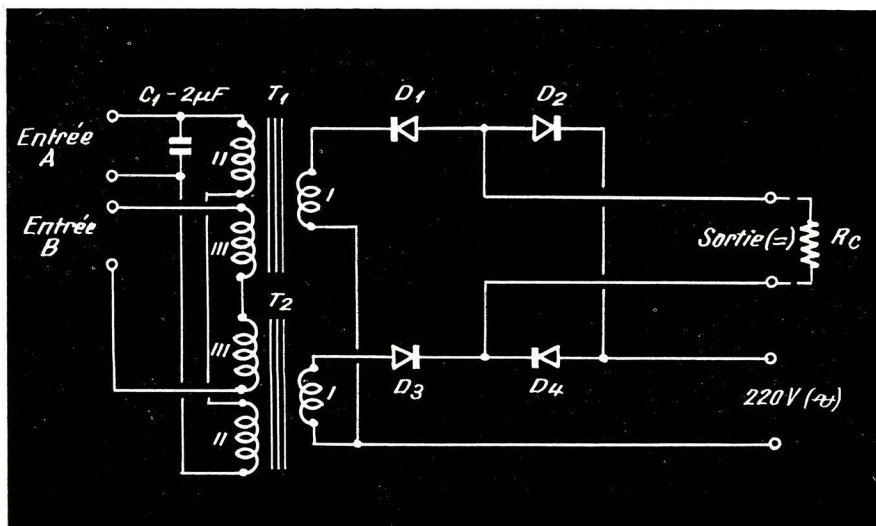 C1 - 2µF
T1
D1
D2
Entrée
A
II
I
Entrée
B
III
Sortie (=)
RC
T2
III
I
D3
D4
220V (~)
II